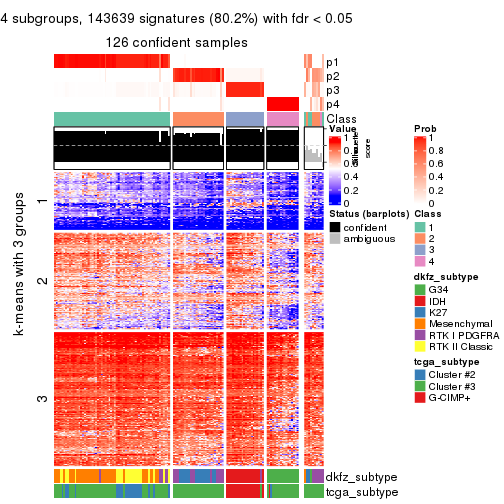 4 subgroups, 143639 signatures (80.2%) with fdr < 0.05
126 confident samples
p1
p2
p3
p4
Class
Silhouette
score
k-means with 3 groups
1
2
3
dkfz_subtype
tcga_subtype
Value
1
0.8
0.6
0.4
0.2
0
Status (barplots)
confident
ambiguous
Prob
1
0.8
0.6
0.4
0.2
0
Class
1
2
3
4
dkfz_subtype
G34
IDH
K27
Mesenchymal
RTK I PDGFRA
RTK II Classic
tcga_subtype
Cluster #2
Cluster #3
G-CIMP+